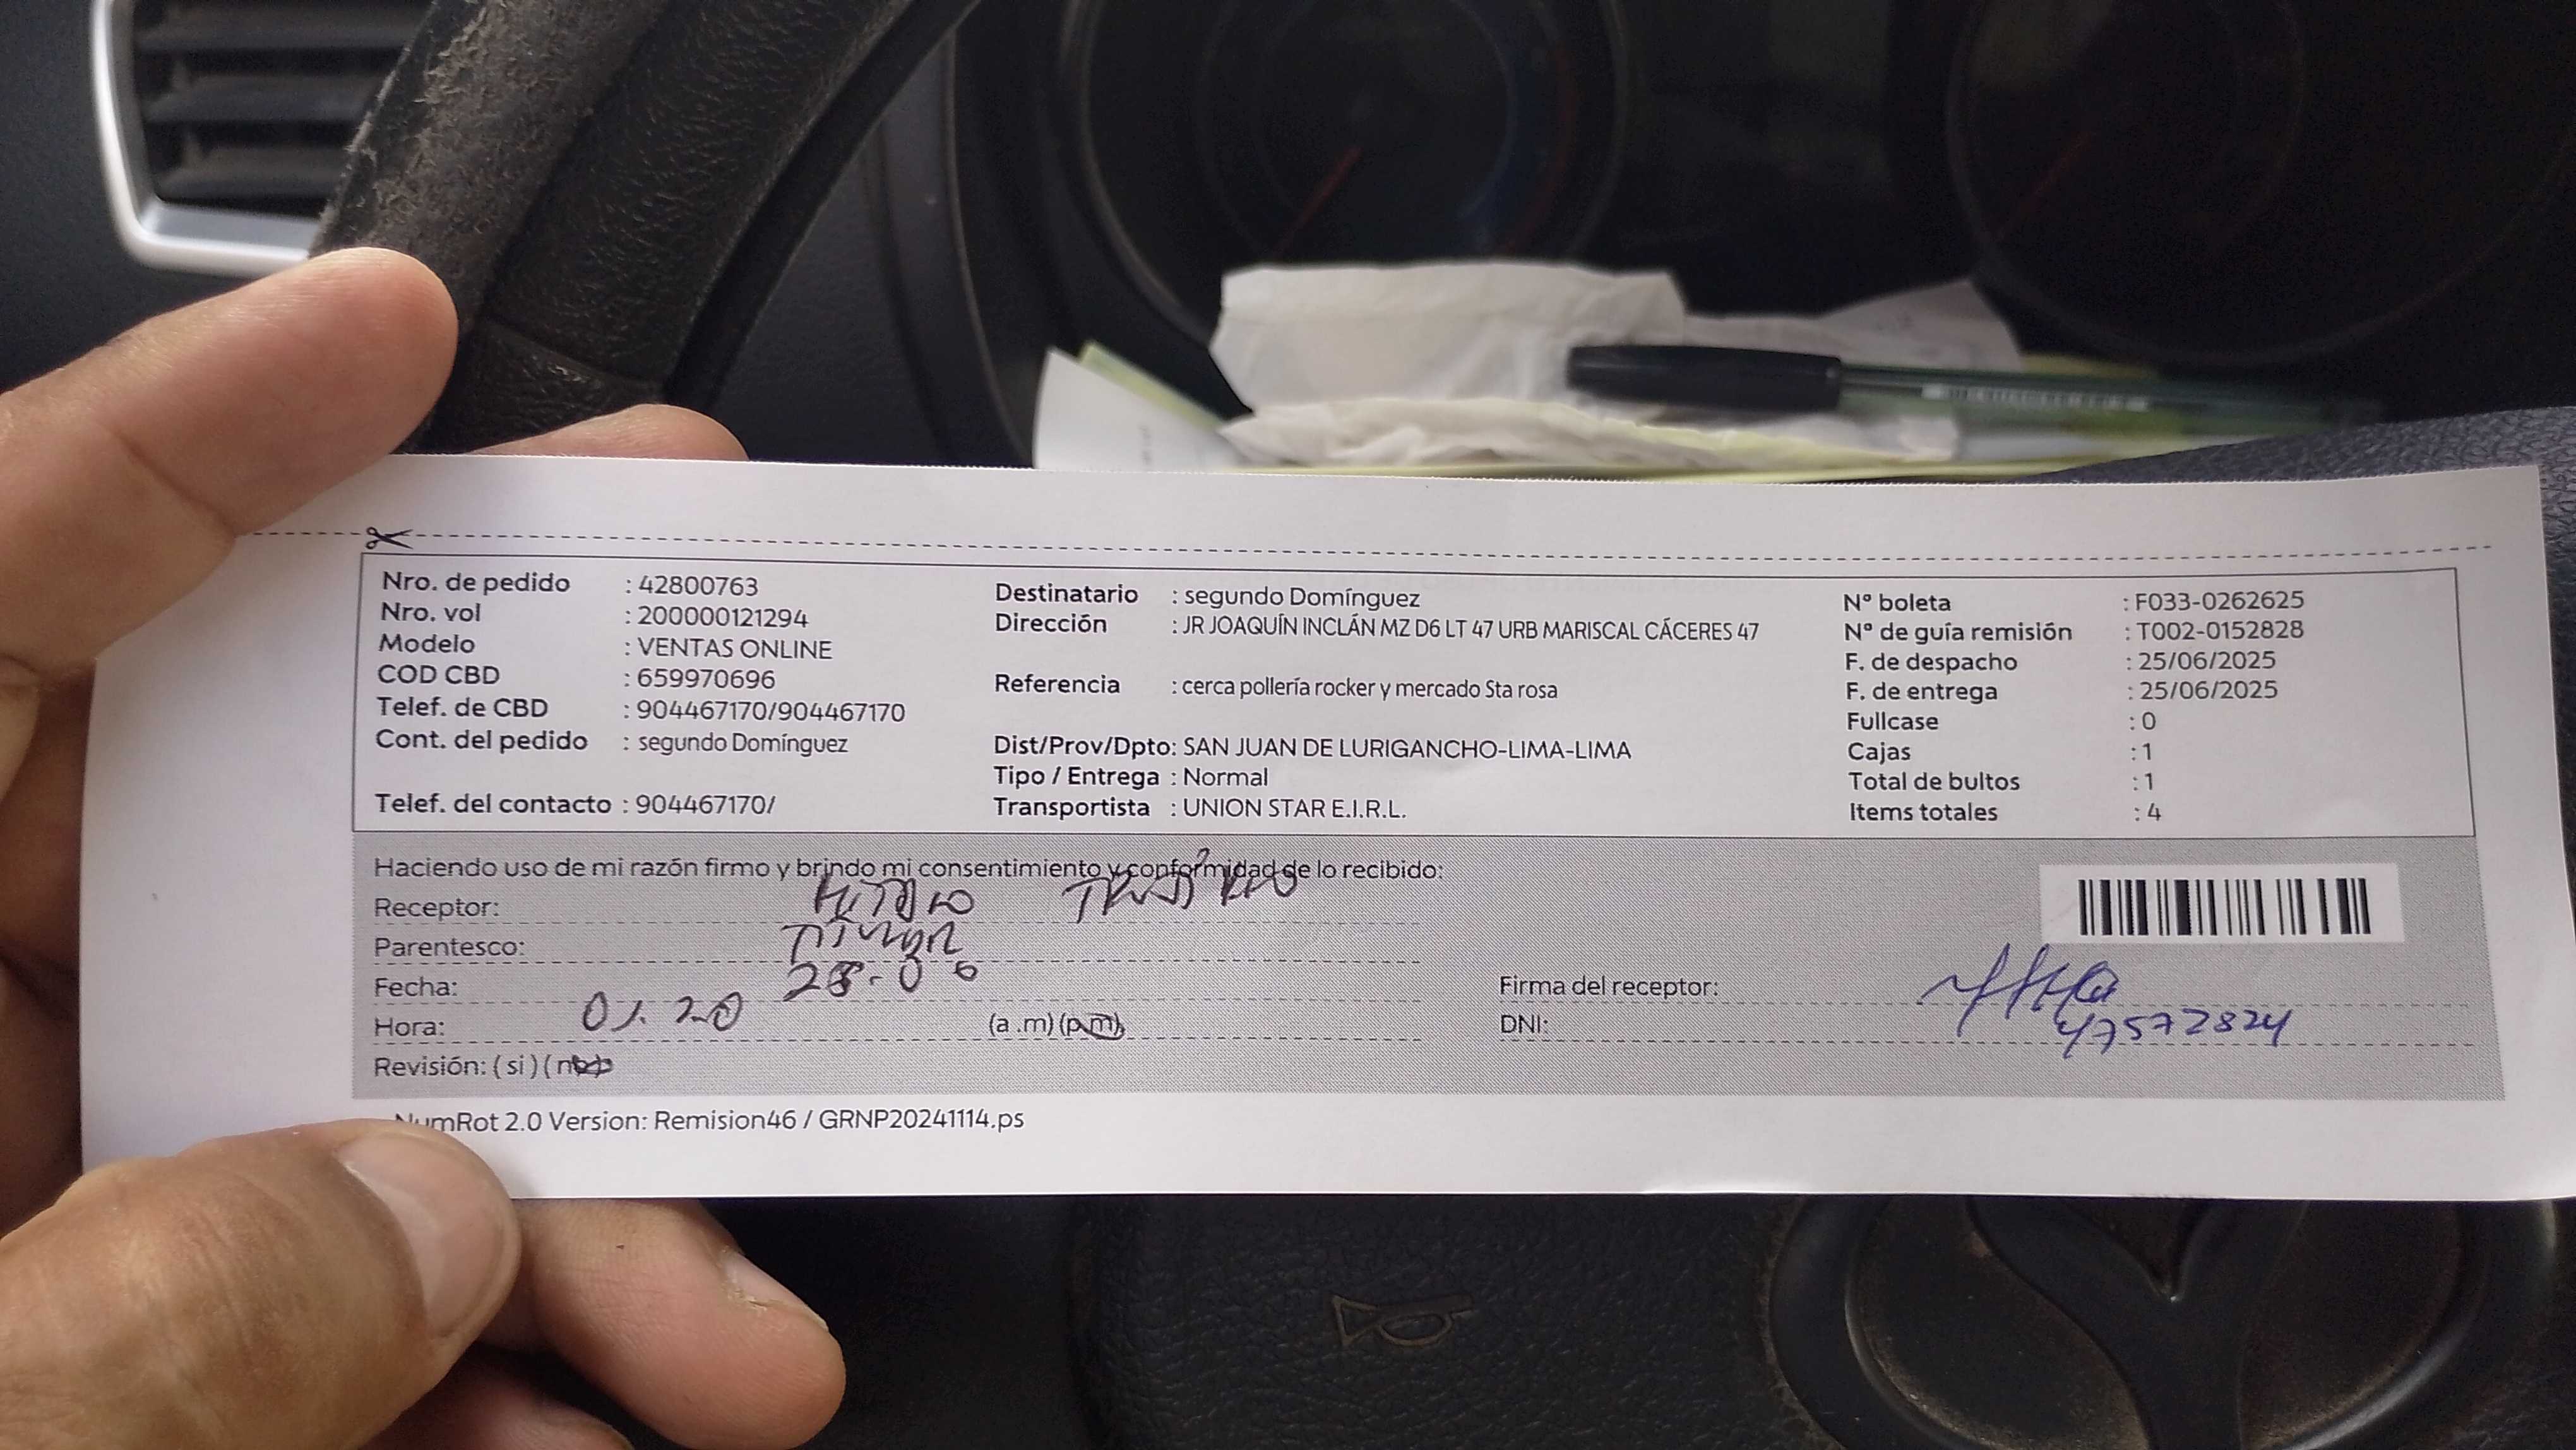 Nro. de pedido : 42800763
Nro. vol : 200000121294
Modelo : VENTAS ONLINE
COD CBD : 659970696
Telef. de CBD : 904467170/904467170
Cont. del pedido : segundo Domínguez
Telef. del contacto : 904467170/
Destinatario : segundo Domínguez
Dirección : JR JOAQUÍN INCLÁN MZ D6 LT 47 URB MARISCAL CÁCERES 47
Referencia : cerca pollería rocker y mercado Sta rosa
Dist/Prov/Dpto: SAN JUAN DE LURIGANCHO-LIMA-LIMA
Tipo / Entrega : Normal
Transportista : UNION STAR E.I.R.L.
Nº boleta : F033-0262625
Nº de guía remisión : T002-0152828
F. de despacho : 25/06/2025
F. de entrega : 25/06/2025
Fullcase : 0
Cajas : 1
Total de bultos : 1
Items totales : 4
Haciendo uso de mi razón firmo y brindo mi consentimiento y conformidad de lo recibido:
Receptor:
Parentesco:
Fecha:
Hora: 01.20 (a.m) (p.m)
Revisión: (si) (no)
Firma del receptor:
DNI: 47572824
NumRot 2.0 Version: Remision46 / GRNP20241114.ps